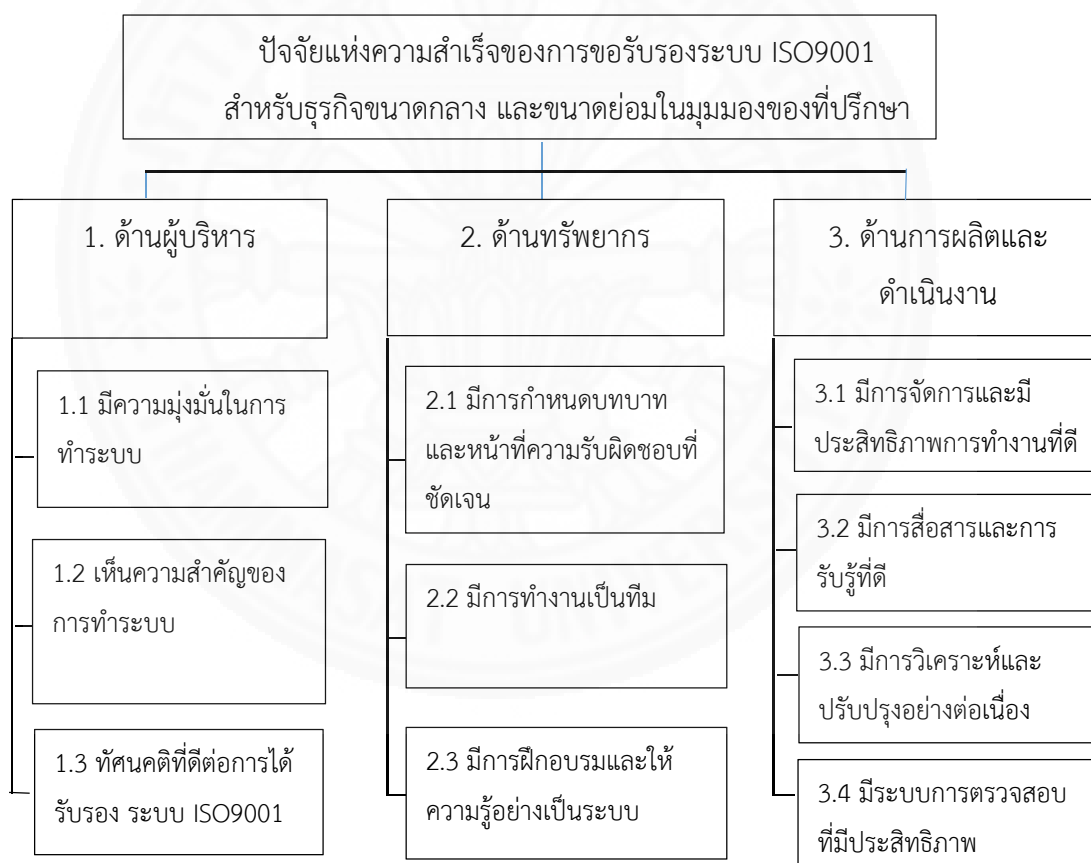 ปัจจัยแห่งความสำเร็จของการขอรับรองระบบ ISO9001
สำหรับธุรกิจขนาดกลาง และขนาดย่อมในมุมมองของที่ปรึกษา
1. ด้านผู้บริหาร
1.1 มีความมุ่งมั่นในการ
ทำระบบ
1.2 เห็นความสำคัญของ
การทำระบบ
1.3 ทัศนคติที่ดีต่อการได้
รับรอง ระบบ ISO9001
2. ด้านทรัพยากร
2.1 มีการกำหนดบทบาท
และหน้าที่ความรับผิดชอบที่
ชัดเจน
2.2 มีการทำงานเป็นทีม
2.3 มีการฝึกอบรมและให้
ความรู้อย่างเป็นระบบ
3. ด้านการผลิตและ
ดำเนินงาน
3.1 มีการจัดการและมี
ประสิทธิภาพการทำงานที่ดี
3.2 มีการสื่อสารและการ
รับรู้ที่ดี
3.3 มีการวิเคราะห์และ
ปรับปรุงอย่างต่อเนื่อง
3.4 มีระบบการตรวจสอบ
ที่มีประสิทธิภาพ